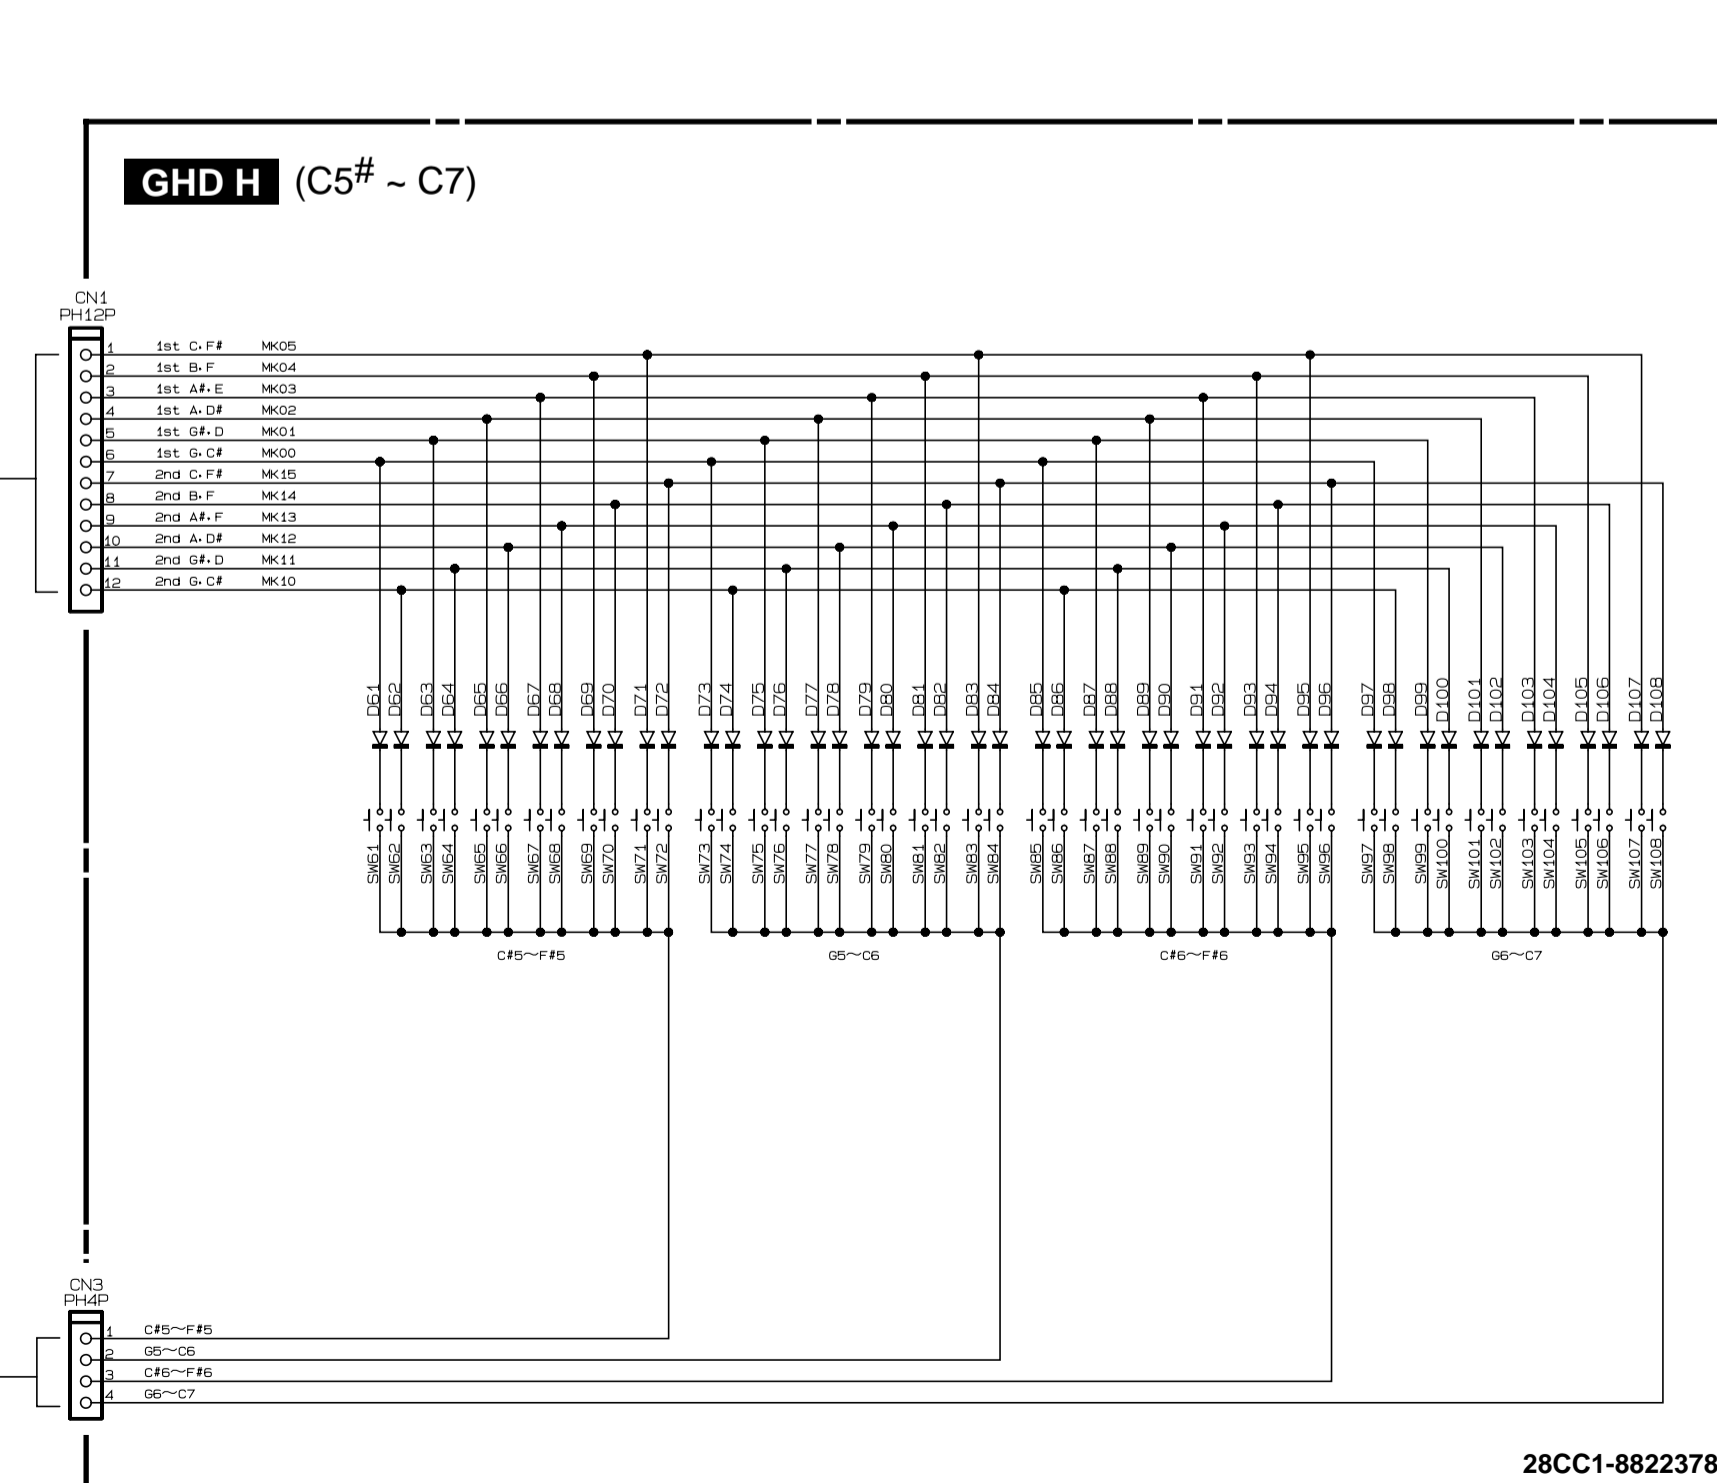 GHD H (C5# ~ C7)
CN1
PH12P
1 1st C.F# MK05
2 1st B.F MK04
3 1st A#.E MK03
4 1st A.D# MK02
5 1st G#.D MK01
6 1st G.C# MK00
7 2nd C.F# MK15
8 2nd B.F MK14
9 2nd A#.F MK13
10 2nd A.D# MK12
11 2nd G#.D MK11
12 2nd G.C# MK10
D61 D62 D63 D64 D65 D66 D67 D68 D69 D70 D71 D72 D73 D74 D75 D76 D77 D78 D79 D80 D81 D82 D83 D84 D85 D86 D87 D88 D89 D90 D91 D92 D93 D94 D95 D96 D97 D98 D99 D100 D101 D102 D103 D104 D105 D106 D107 D108
SW61 SW62 SW63 SW64 SW65 SW66 SW67 SW68 SW69 SW70 SW71 SW72 SW73 SW74 SW75 SW76 SW77 SW78 SW79 SW80 SW81 SW82 SW83 SW84 SW85 SW86 SW87 SW88 SW89 SW90 SW91 SW92 SW93 SW94 SW95 SW96 SW97 SW98 SW99 SW100 SW101 SW102 SW103 SW104 SW105 SW106 SW107 SW108
C#5~F#5 G5~C6 C#6~F#6 G6~C7
CN3
PH4P
1 C#5~F#5
2 G5~C6
3 C#6~F#6
4 G6~C7
28CC1-8822378